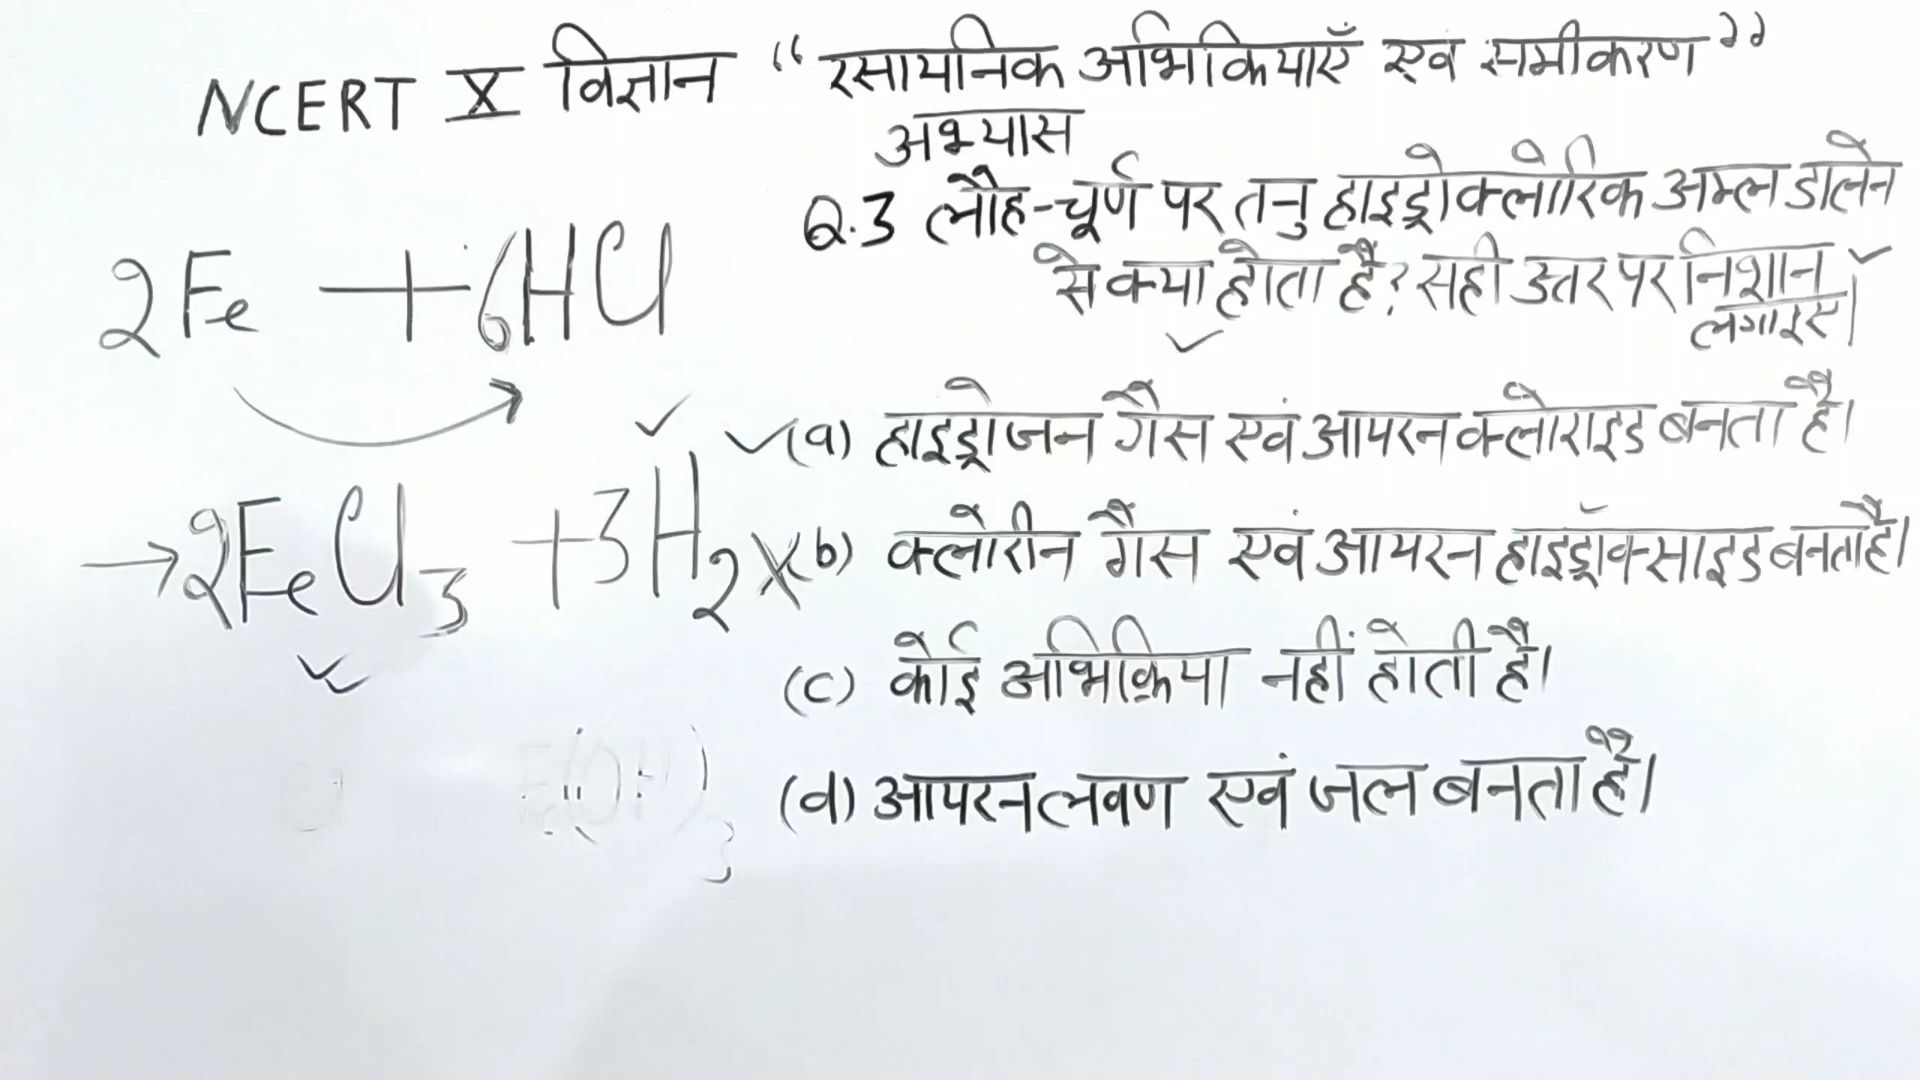 NCERT X विज्ञान "रसायनिक अभिक्रियाएँ एवं समीकरण"
अभ्यास
Q.3 लौह-चूर्ण पर तनु हाइड्रोक्लोरिक अम्ल डालने
से क्या होता है? सही उत्तर पर निशान
लगाइए।
2Fe + 6HCl
→ 2FeCl3 + 3H2
(a) हाइड्रोजन गैस एवं आयरन क्लोराइड बनता है।
(b) क्लोरीन गैस एवं आयरन हाइड्रॉक्साइड बनता है।
(c) कोई अभिक्रिया नहीं होती है।
(d) आयरन लवण एवं जल बनता है।